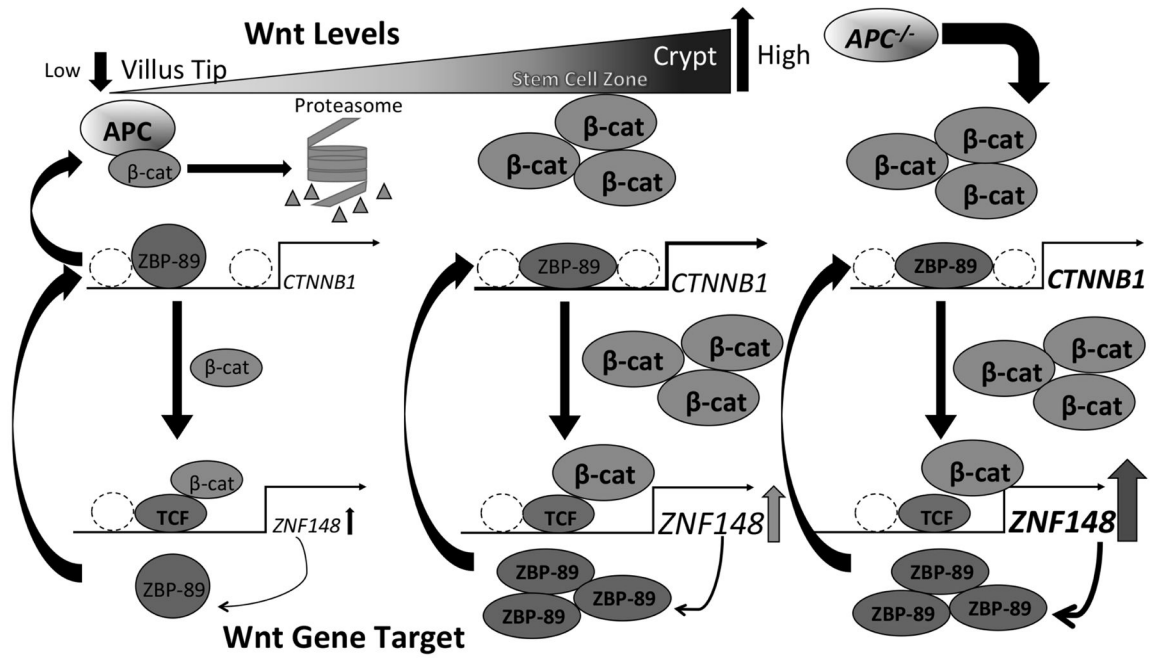 Wnt Levels
Low
Villus Tip
Stem Cell Zone
Crypt
High
APC-/-
APC
β-cat
Proteasome
β-cat
β-cat
β-cat
β-cat
β-cat
β-cat
ZBP-89
CTNNB1
ZBP-89
CTNNB1
ZBP-89
CTNNB1
β-cat
β-cat
β-cat
β-cat
β-cat
β-cat
β-cat
β-cat
TCF
ZNF148
β-cat
TCF
ZNF148
β-cat
TCF
ZNF148
ZBP-89
ZBP-89
ZBP-89
ZBP-89
ZBP-89
ZBP-89
ZBP-89
Wnt Gene Target